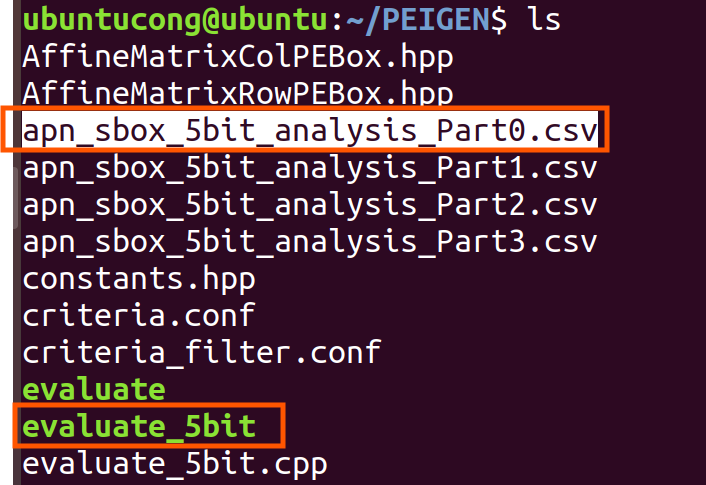 ubuntucong@ubuntu:~/PEIGEN$ ls
AffineMatrixColPEBox.hpp
AffineMatrixRowPEBox.hpp
apn_sbox_5bit_analysis_Part0.csv
apn_sbox_5bit_analysis_Part1.csv
apn_sbox_5bit_analysis_Part2.csv
apn_sbox_5bit_analysis_Part3.csv
constants.hpp
criteria.conf
criteria_filter.conf
evaluate
evaluate_5bit
evaluate_5bit.cpp